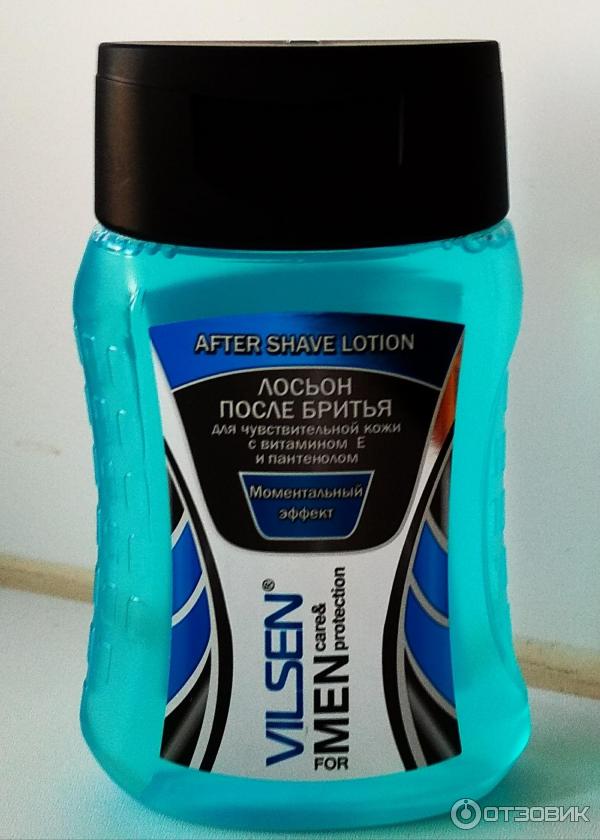 AFTER SHAVE LOTION
ЛОСЬОН
ПОСЛЕ БРИТЬЯ
для чувствительной кожи
с витамином Е
и пантенолом
Моментальный
эффект
VILSEN®
FOR MEN care&
protection
ОТЗОВИК